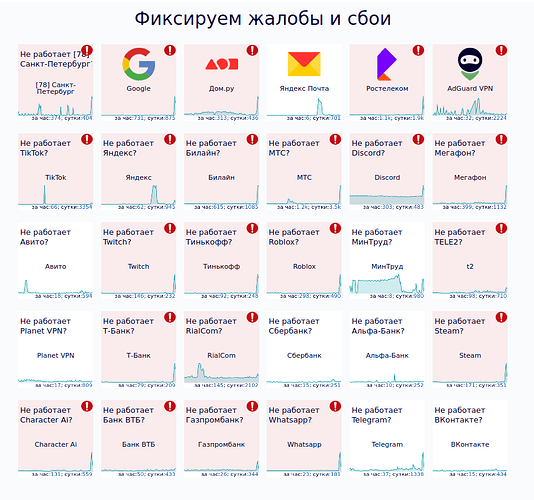 Фиксируем жалобы и сбои
Не работает [78]
Санкт-Петербург?
[78] Санкт-
Петербург
за час:374; сутки:404
Google
за час:731; сутки:875
Дом.ру
за час:313; сутки:436
Яндекс Почта
за час:6; сутки:701
Ростелеком
за час:1.1k; сутки:1.9k
AdGuard VPN
за час:32; сутки:2224
Не работает
TikTok?
TikTok
за час:66; сутки:3354
Не работает
Яндекс?
Яндекс
за час:62; сутки:945
Не работает
Билайн?
Билайн
за час:615; сутки:1085
Не работает
МТС?
МТС
за час:1.2k; сутки:3.5k
Не работает
Discord?
Discord
за час:303; сутки:483
Не работает
Мегафон?
Мегафон
за час:399; сутки:1132
Не работает
Авито?
Авито
за час:18; сутки:594
Не работает
Twitch?
Twitch
за час:146; сутки:232
Не работает
Тинькофф?
Тинькофф
за час:92; сутки:248
Не работает
Roblox?
Roblox
за час:298; сутки:490
Не работает
МинТруд?
МинТруд
за час:8; сутки:980
Не работает
TELE2?
t2
за час:98; сутки:710
Не работает
Planet VPN?
Planet VPN
за час:17; сутки:809
Не работает
Т-Банк?
Т-Банк
за час:79; сутки:209
Не работает
RialCom?
RialCom
за час:145; сутки:2102
Не работает
Сбербанк?
Сбербанк
за час:15; сутки:251
Не работает
Альфа-Банк?
Альфа-Банк
за час:10; сутки:252
Не работает
Steam?
Steam
за час:171; сутки:351
Не работает
Character Ai?
Character Ai
за час:131; сутки:559
Не работает
Банк ВТБ?
Банк ВТБ
за час:50; сутки:433
Не работает
Газпромбанк?
Газпромбанк
за час:26; сутки:344
Не работает
Whatsapp?
Whatsapp
за час:23; сутки:181
Не работает
Telegram?
Telegram
за час:37; сутки:1338
Не работает
ВКонтакте?
ВКонтакте
за час:15; сутки:434